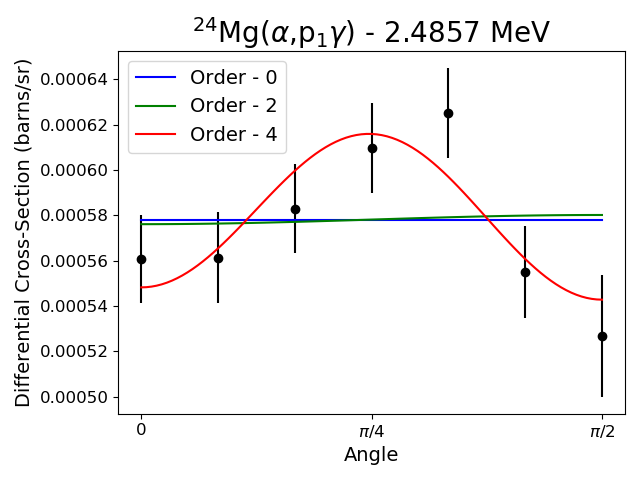 ²⁴Mg(α,p₁γ) - 2.4857 MeV
Order - 0
Order - 2
Order - 4
Differential Cross-Section (barns/sr)
0.00064
0.00062
0.00060
0.00058
0.00056
0.00054
0.00052
0.00050
0
π/4
π/2
Angle